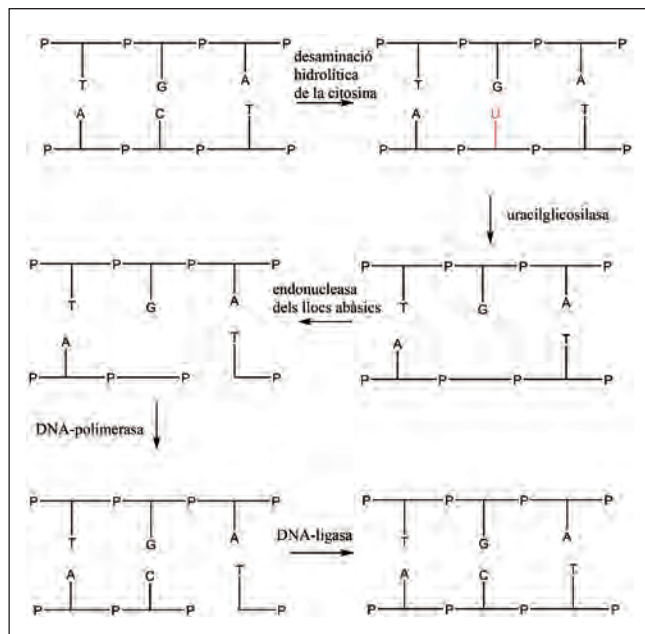 P P P P
T G A
A C T
P P P P
desaminació
hidrolítica
de la citosina
P P P P
T G A
A U T
P P P P
uracilglicosilasa
P P P P
T G A
A T
P P P P
endonucleasa
dels llocs abàsics
P P P P
T G A
A T
P P P P
DNA-polimerasa
P P P P
T G A
A C T
P P P P
DNA-ligasa
P P P P
T G A
A C T
P P P P